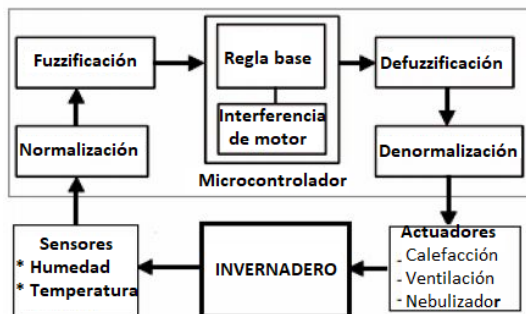 Fuzzificación
Regla base
Defuzzificación
Interferencia
de motor
Normalización
Denormalización
Microcontrolador
Sensores
* Humedad
* Temperatura
INVERNADERO
Actuadores
- Calefacción
- Ventilación
- Nebulizador